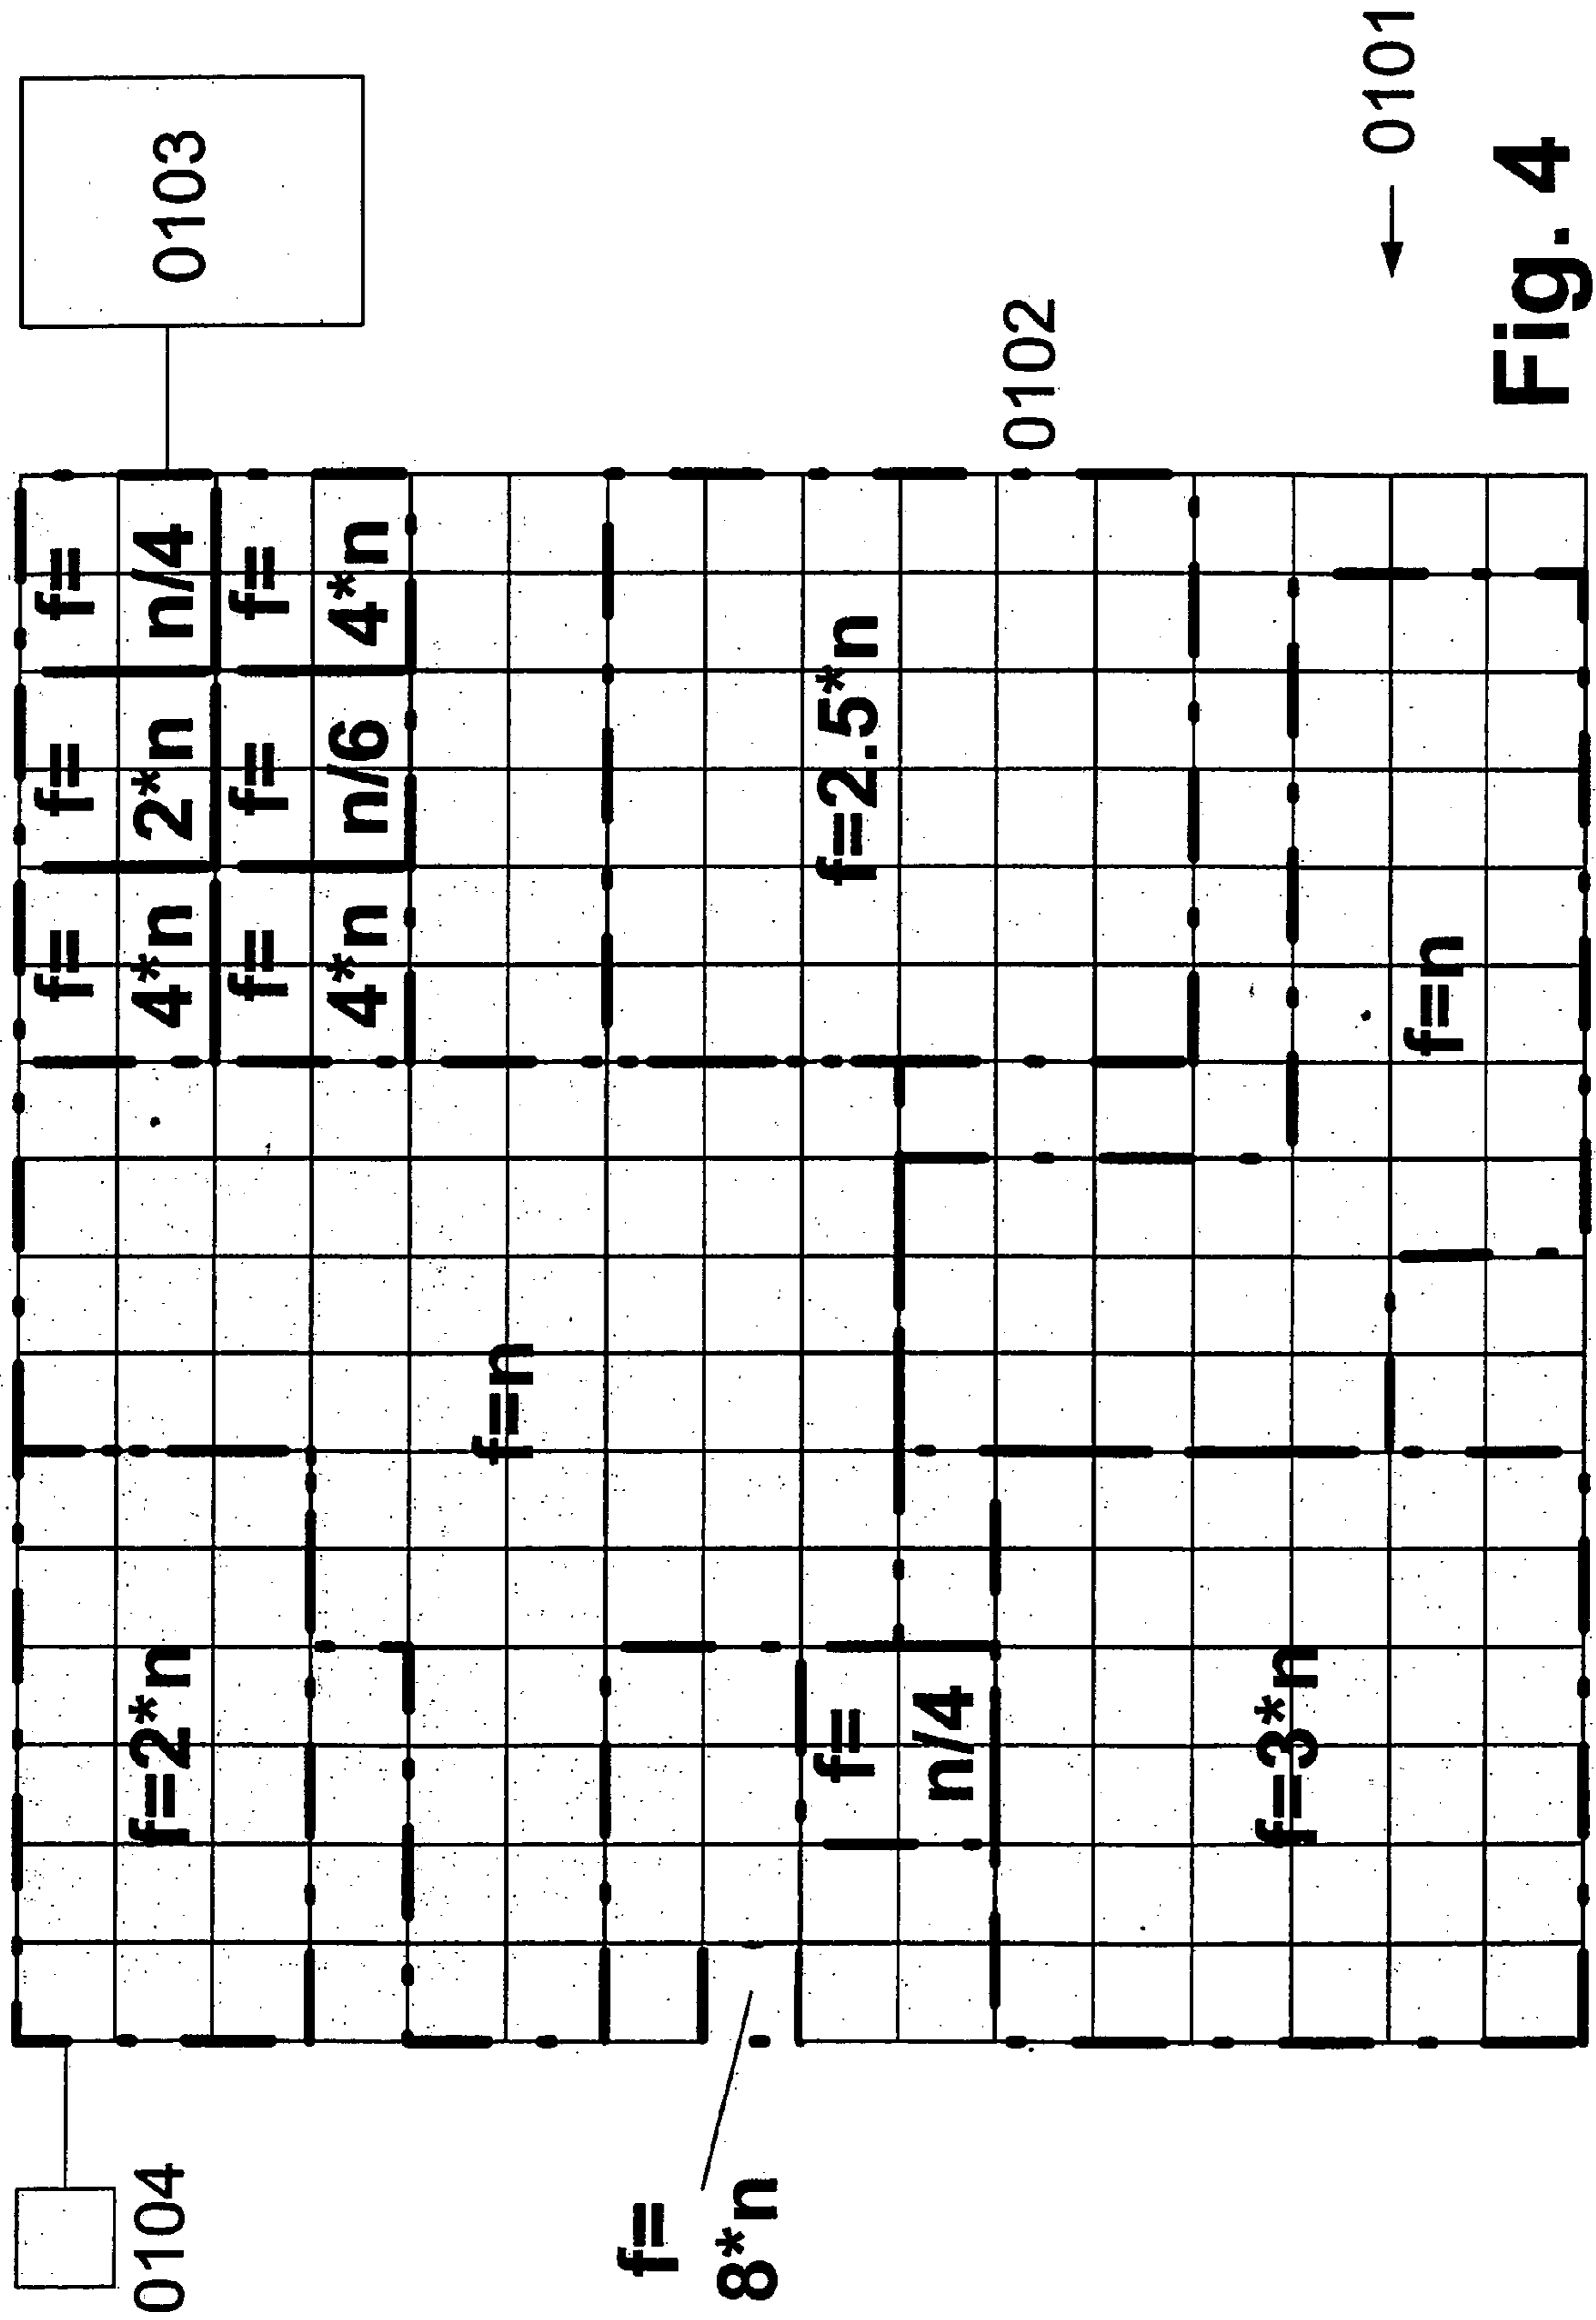 f= f= f=
0104 f=2*n 4*n 2*n n/4 0103
f= f= f=
4*n n/6 4*n
f=n
f=
8*n
f= f=2.5*n
n/4
0102
f=3*n
0101
f=n
Fig. 4